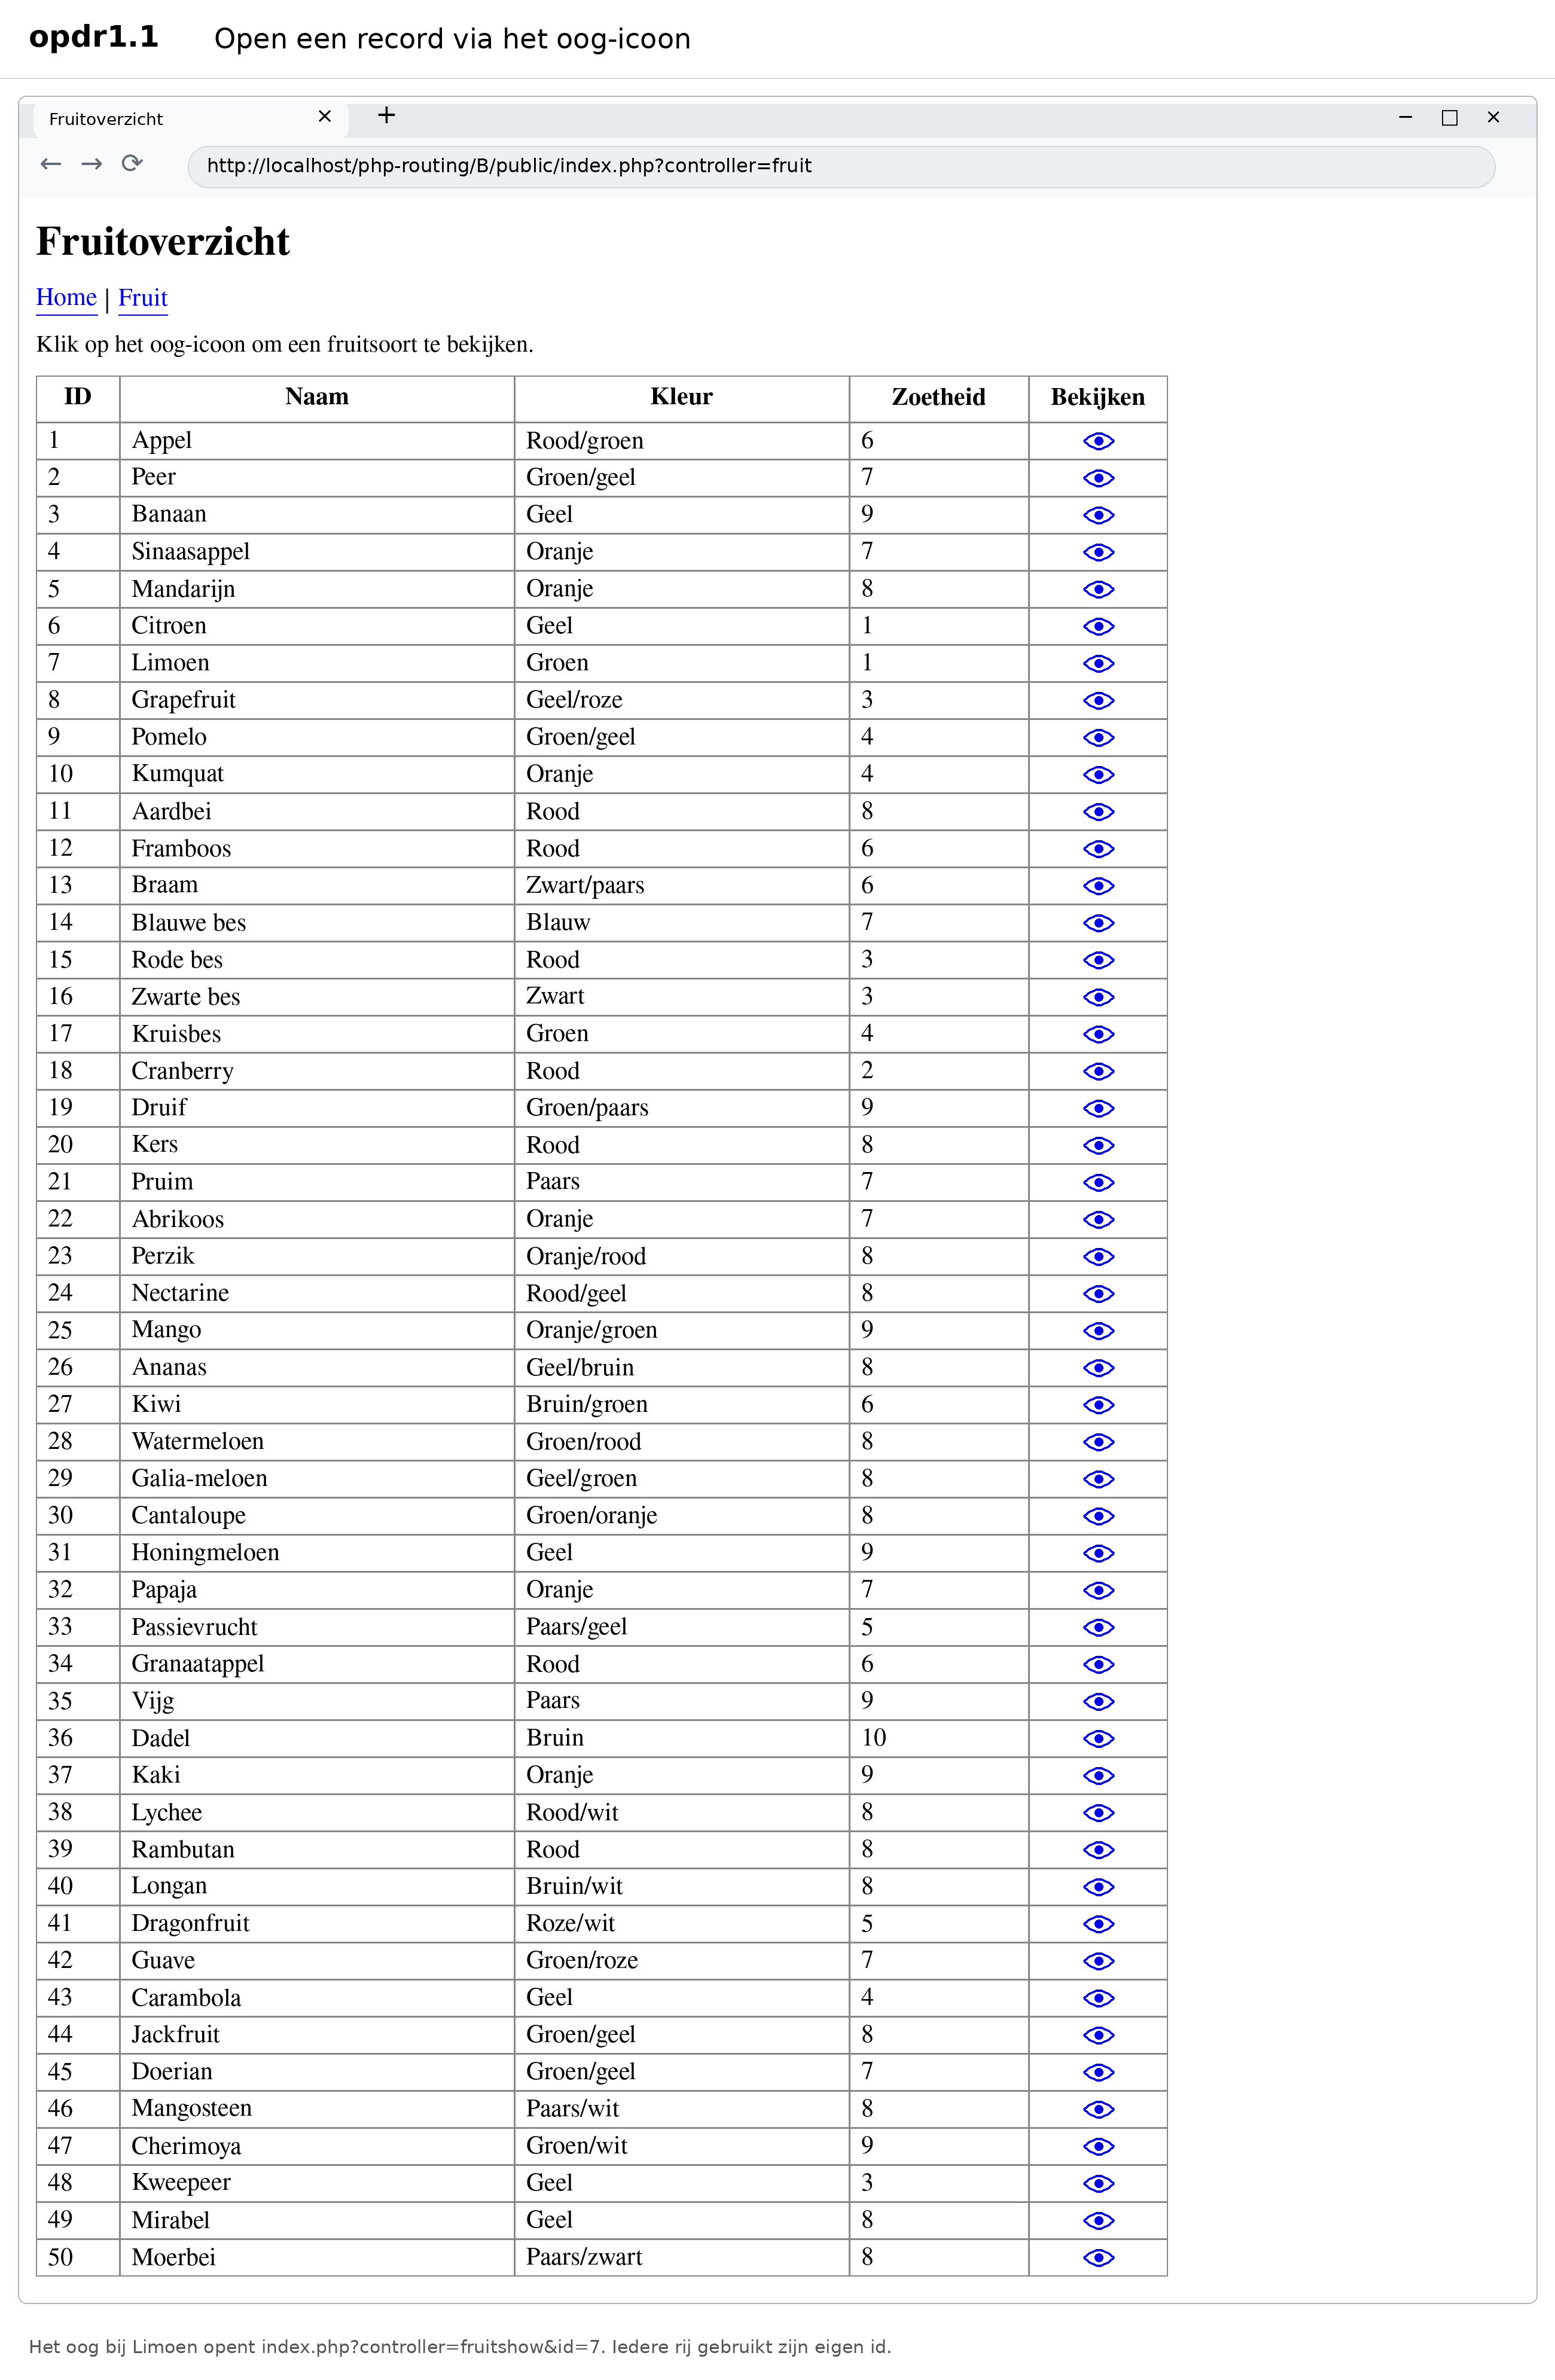 opdr1.1 Open een record via het oog-icoon
Fruitoverzicht
http://localhost/php-routing/B/public/index.php?controller=fruit
Fruitoverzicht
Home | Fruit
Klik op het oog-icoon om een fruitsoort te bekijken.
ID Naam Kleur Zoetheid Bekijken
1 Appel Rood/groen 6
2 Peer Groen/geel 7
3 Banaan Geel 9
4 Sinaasappel Oranje 7
5 Mandarijn Oranje 8
6 Citroen Geel 1
7 Limoen Groen 1
8 Grapefruit Geel/roze 3
9 Pomelo Groen/geel 4
10 Kumquat Oranje 4
11 Aardbei Rood 8
12 Framboos Rood 6
13 Braam Zwart/paars 6
14 Blauwe bes Blauw 7
15 Rode bes Rood 3
16 Zwarte bes Zwart 3
17 Kruisbes Groen 4
18 Cranberry Rood 2
19 Druif Groen/paars 9
20 Kers Rood 8
21 Pruim Paars 7
22 Abrikoos Oranje 7
23 Perzik Oranje/rood 8
24 Nectarine Rood/geel 8
25 Mango Oranje/groen 9
26 Ananas Geel/bruin 8
27 Kiwi Bruin/groen 6
28 Watermeloen Groen/rood 8
29 Galia-meloen Geel/groen 8
30 Cantaloupe Groen/oranje 8
31 Honingmeloen Geel 9
32 Papaja Oranje 7
33 Passievrucht Paars/geel 5
34 Granaatappel Rood 6
35 Vijg Paars 9
36 Dadel Bruin 10
37 Kaki Oranje 9
38 Lychee Rood/wit 8
39 Rambutan Rood 8
40 Longan Bruin/wit 8
41 Dragonfruit Roze/wit 5
42 Guave Groen/roze 7
43 Carambola Geel 4
44 Jackfruit Groen/geel 8
45 Doerian Groen/geel 7
46 Mangosteen Paars/wit 8
47 Cherimoya Groen/wit 9
48 Kweepeer Geel 3
49 Mirabel Geel 8
50 Moerbei Paars/zwart 8
Het oog bij Limoen opent index.php?controller=fruitshow&id=7. Iedere rij gebruikt zijn eigen id.